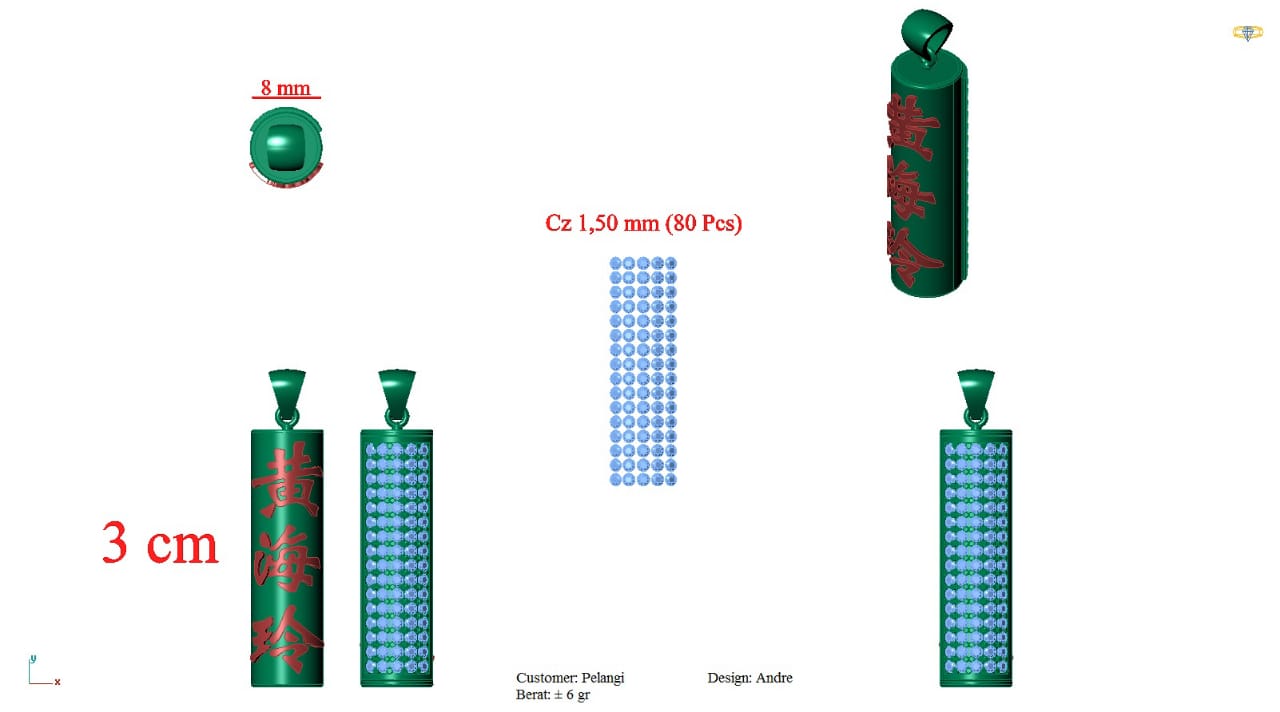 8 mm
Cz 1,50 mm (80 Pcs)
黄
海
玲
黄
海
玲
3 cm
Customer: Pelangi
Design: Andre
Berat: ± 6 gr
y
x